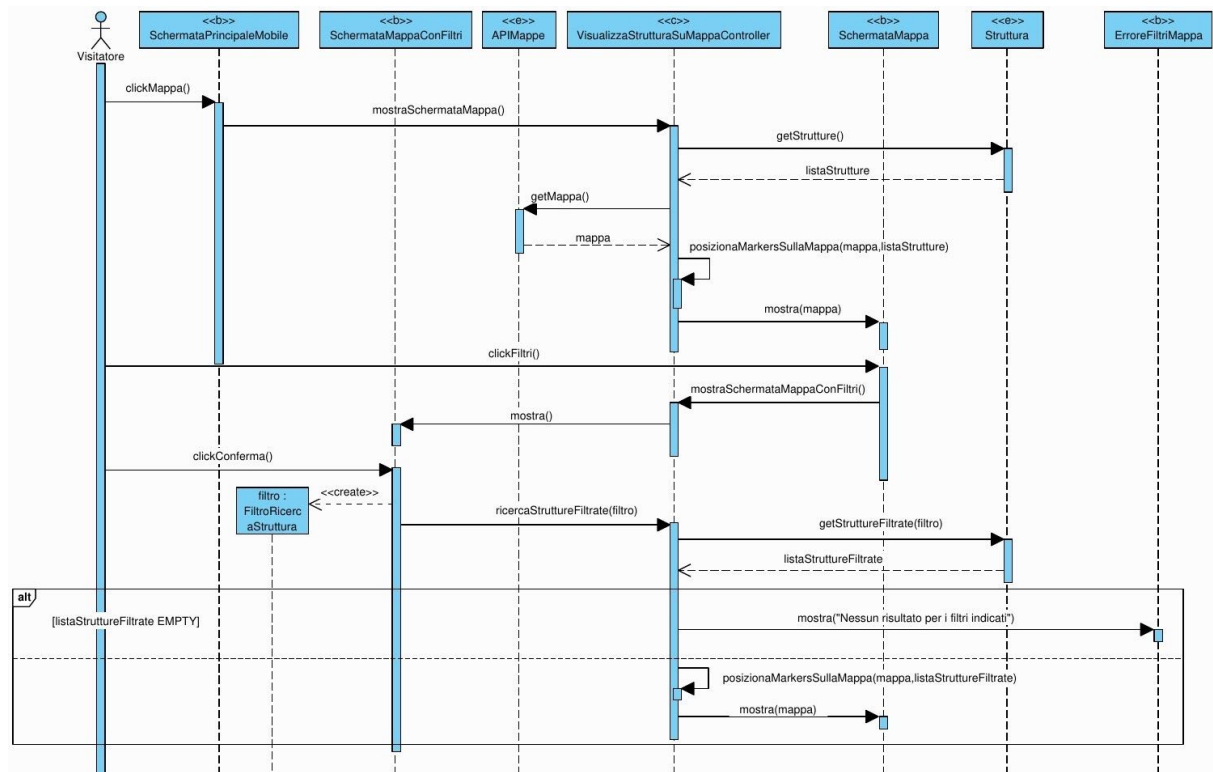 <<b>>
SchermataPrincipaleMobile
<<b>>
SchermataMappaConFiltri
<<e>>
APIMappe
<<c>>
VisualizzaStrutturaSuMappaController
<<b>>
SchermataMappa
<<e>>
Struttura
<<b>>
ErroreFiltriMappa
Visitatore
clickMappa()
mostraSchermataMappa()
getStrutture()
listaStrutture
getMappa()
mappa
posizionaMarkersSullaMappa(mappa,listaStrutture)
mostra(mappa)
clickFiltri()
mostraSchermataMappaConFiltri()
mostra()
clickConferma()
<<create>>
filtro :
FiltroRicerc
aStruttura
ricercaStruttureFiltrate(filtro)
getStruttureFiltrate(filtro)
listaStruttureFiltrate
alt
[listaStruttureFiltrate EMPTY]
mostra("Nessun risultato per i filtri indicati")
posizionaMarkersSullaMappa(mappa,listaStruttureFiltrate)
mostra(mappa)